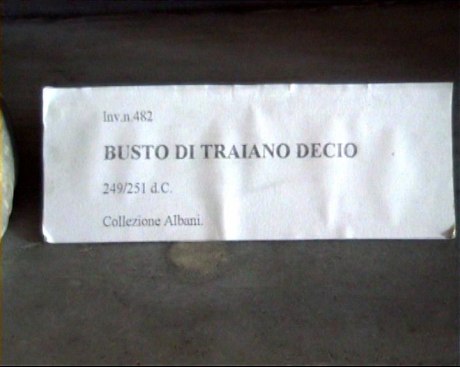 Inv.n.482
BUSTO DI TRAIANO DECIO
249/251 d.C.
Collezione Albani.